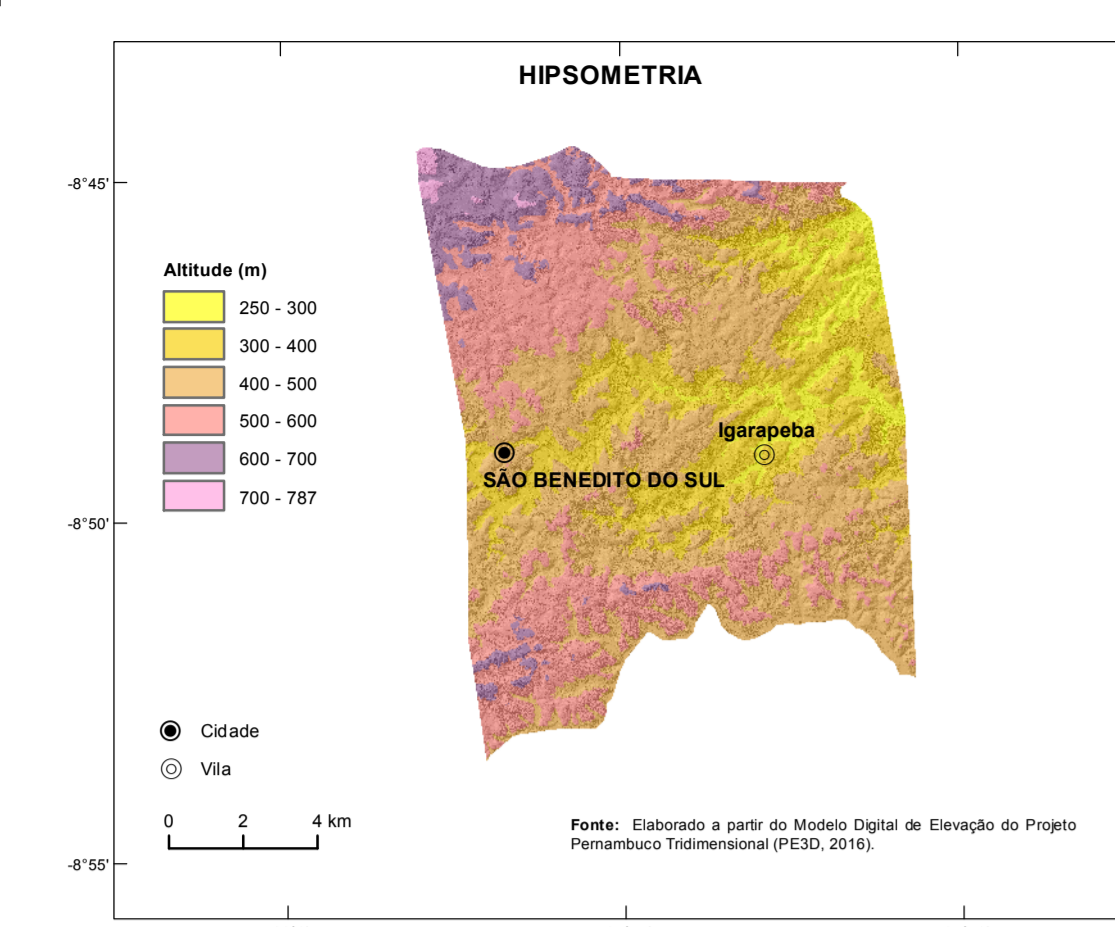 HIPSOMETRIA
-8°45'
Altitude (m)
250 - 300
300 - 400
400 - 500
500 - 600
600 - 700
700 - 787
Igarapeba
SÃO BENEDITO DO SUL
-8°50'
Cidade
Vila
0 2 4 km
Fonte: Elaborado a partir do Modelo Digital de Elevação do Projeto
Pernambuco Tridimensional (PE3D, 2016).
-8°55'